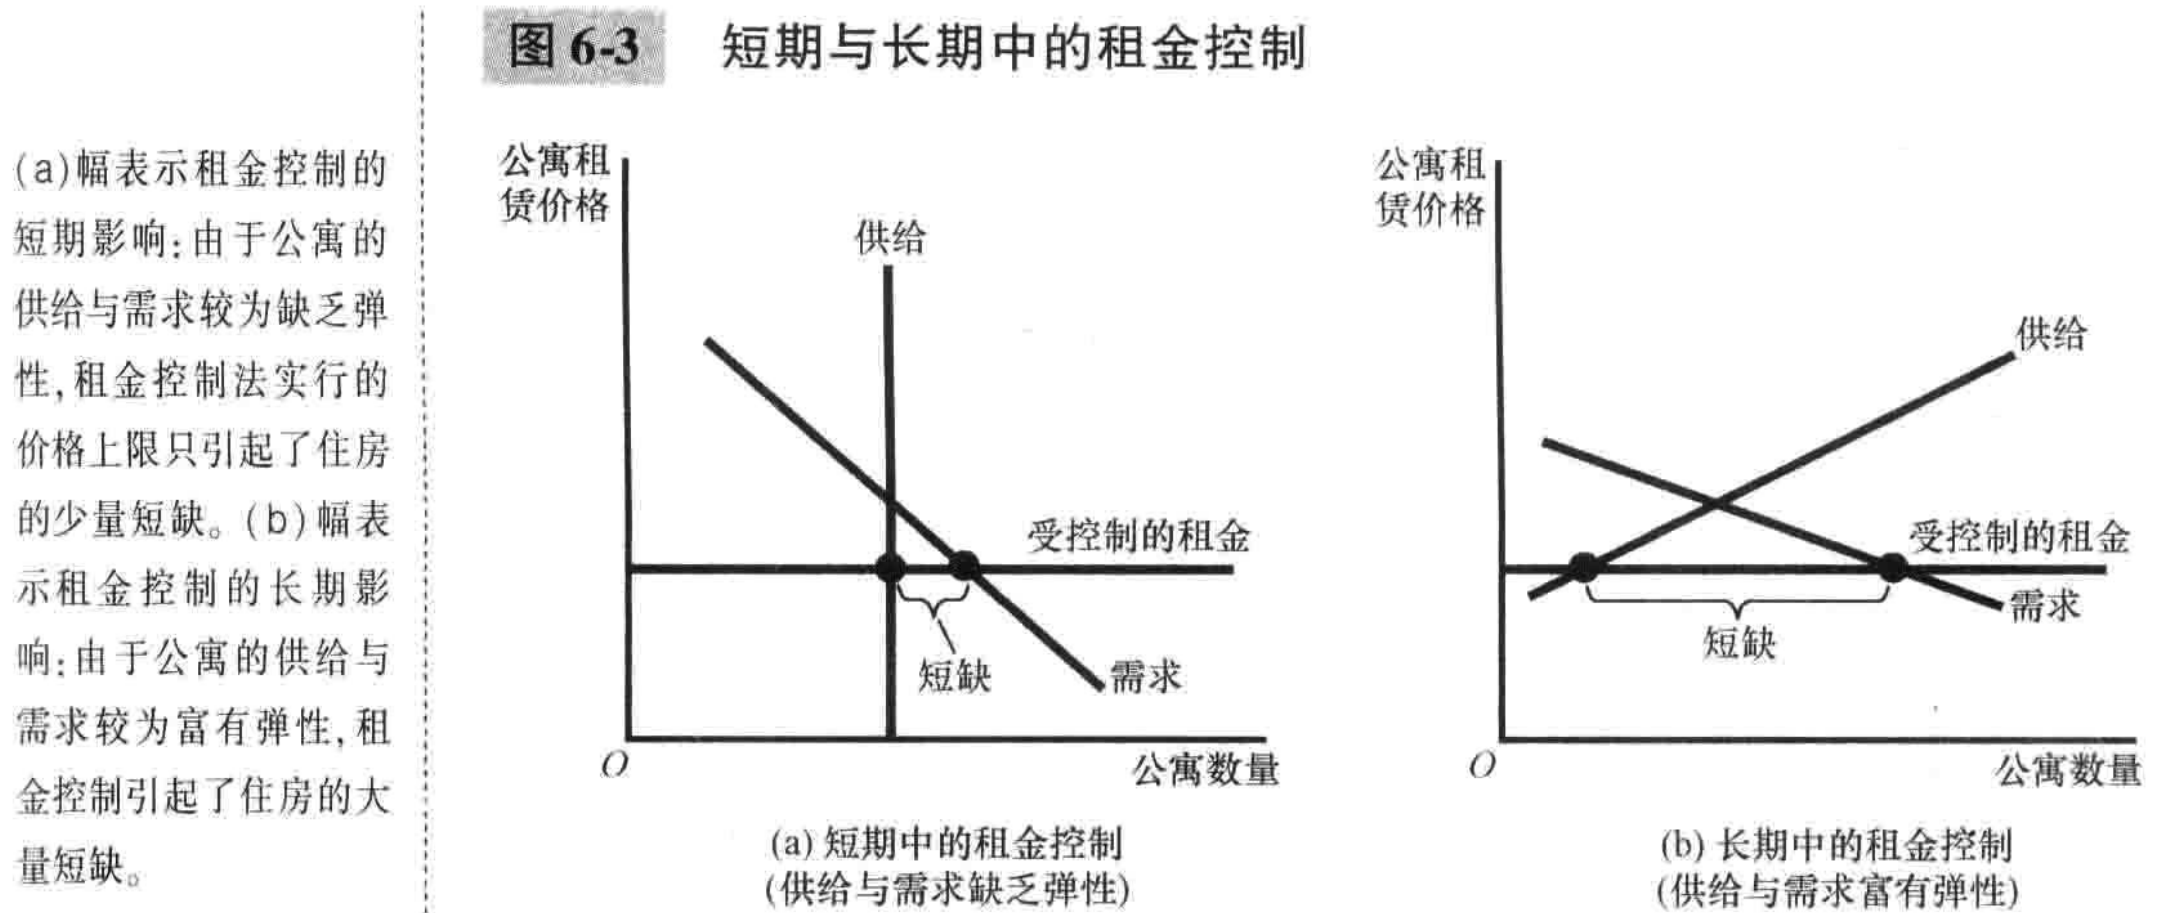 图 6-3 短期与长期中的租金控制
(a)幅表示租金控制的
短期影响:由于公寓的
供给与需求较为缺乏弹
性,租金控制法实行的
价格上限只引起了住房
的少量短缺。(b)幅表
示租金控制的长期影
响:由于公寓的供给与
需求较为富有弹性,租
金控制引起了住房的大
量短缺。
公寓租
赁价格
供给
受控制的租金
短缺
需求
O
公寓数量
(a) 短期中的租金控制
(供给与需求缺乏弹性)
公寓租
赁价格
供给
受控制的租金
需求
短缺
O
公寓数量
(b) 长期中的租金控制
(供给与需求富有弹性)